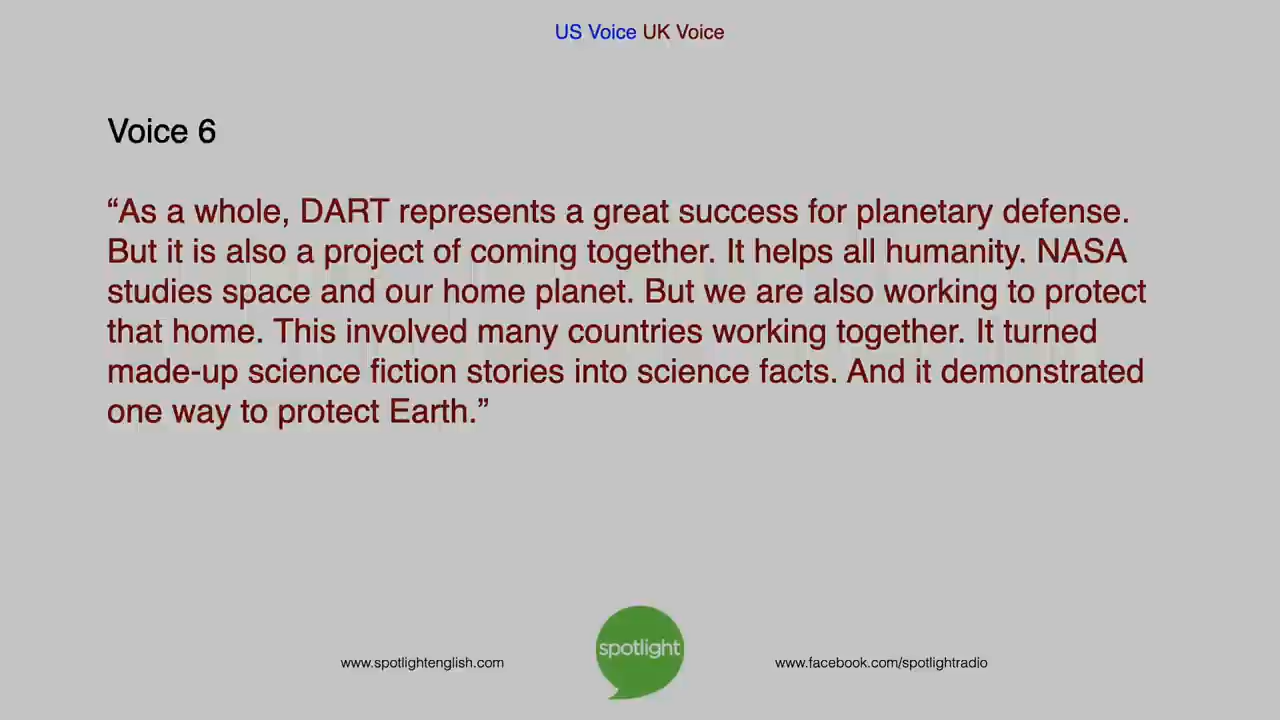 US Voice UK Voice
Voice 6
“As a whole, DART represents a great success for planetary defense.
But it is also a project of coming together. It helps all humanity. NASA
studies space and our home planet. But we are also working to protect
that home. This involved many countries working together. It turned
made-up science fiction stories into science facts. And it demonstrated
one way to protect Earth.”
spotlight
www.spotlightenglish.com
www.facebook.com/spotlightradio